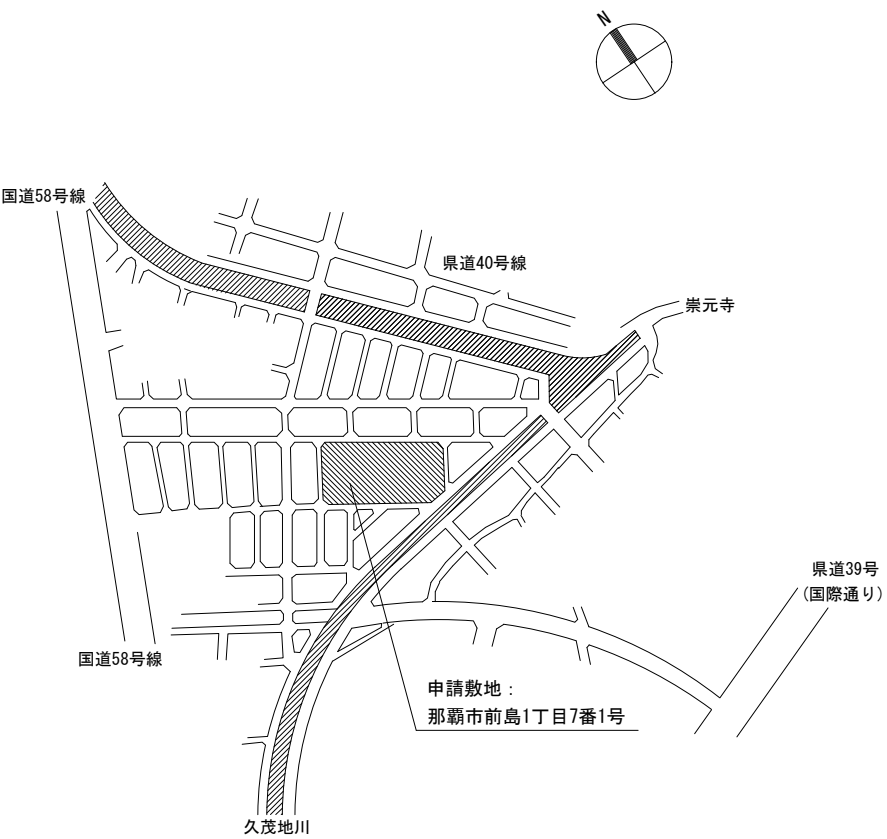 N
国道58号線
県道40号線
崇元寺
県道39号
(国際通り)
国道58号線
申請敷地：
那覇市前島1丁目7番1号
久茂地川